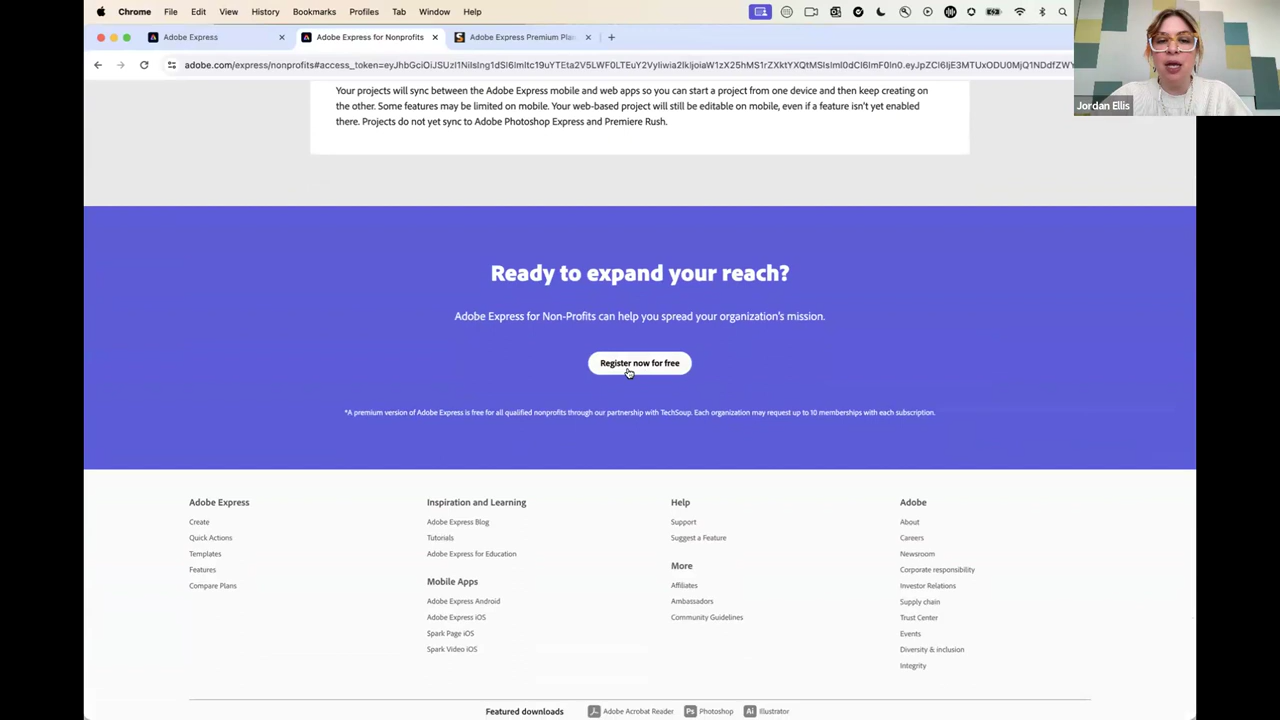 Chrome File Edit View History Bookmarks Profiles Tab Window Help
Adobe Express
Adobe Express for Nonprofits
Adobe Express Premium Pla
Jordan Ellis
Your projects will sync between the Adobe Express mobile and web apps so you can start a project from one device and then keep creating on
the other. Some features may be limited on mobile. Your web-based project will still be editable on mobile, even if a feature isn't yet enabled
there. Projects do not yet sync to Adobe Photoshop Express and Premiere Rush.
Ready to expand your reach?
Adobe Express for Non-Profits can help you spread your organization's mission.
Register now for free
*A premium version of Adobe Express is free for all qualified nonprofits through our partnership with TechSoup. Each organization may request up to 10 memberships with each subscription.
Adobe Express
Create
Quick Actions
Templates
Features
Compare Plans
Inspiration and Learning
Adobe Express Blog
Tutorials
Adobe Express for Education
Mobile Apps
Adobe Express Android
Adobe Express iOS
Spark Page iOS
Spark Video iOS
Help
Support
Suggest a Feature
More
Affiliates
Ambassadors
Community Guidelines
Adobe
About
Careers
Newsroom
Corporate responsibility
Investor Relations
Supply chain
Trust Center
Events
Diversity & inclusion
Integrity
Featured downloads Adobe Acrobat Reader Ps Photoshop Ai Illustrator